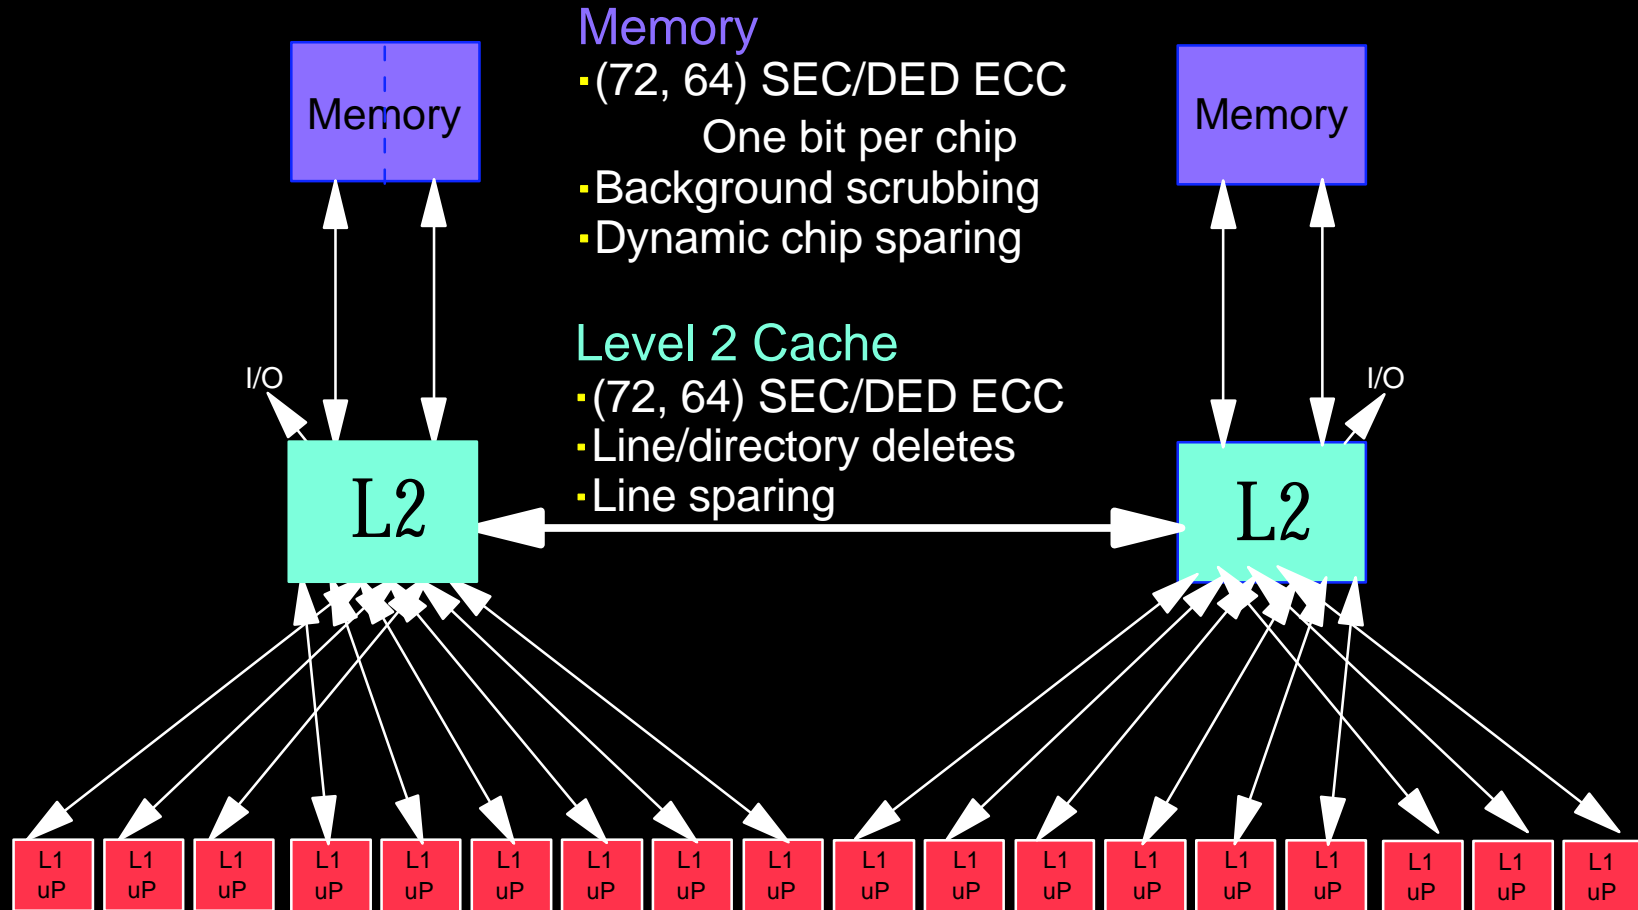 Memory
(72, 64) SEC/DED ECC
One bit per chip
Background scrubbing
Dynamic chip sparing
Memory
Memory
Level 2 Cache
(72, 64) SEC/DED ECC
Line/directory deletes
Line sparing
I/O
I/O
L2
L2
L1
uP
L1
uP
L1
uP
L1
uP
L1
uP
L1
uP
L1
uP
L1
uP
L1
uP
L1
uP
L1
uP
L1
uP
L1
uP
L1
uP
L1
uP
L1
uP
L1
uP
L1
uP